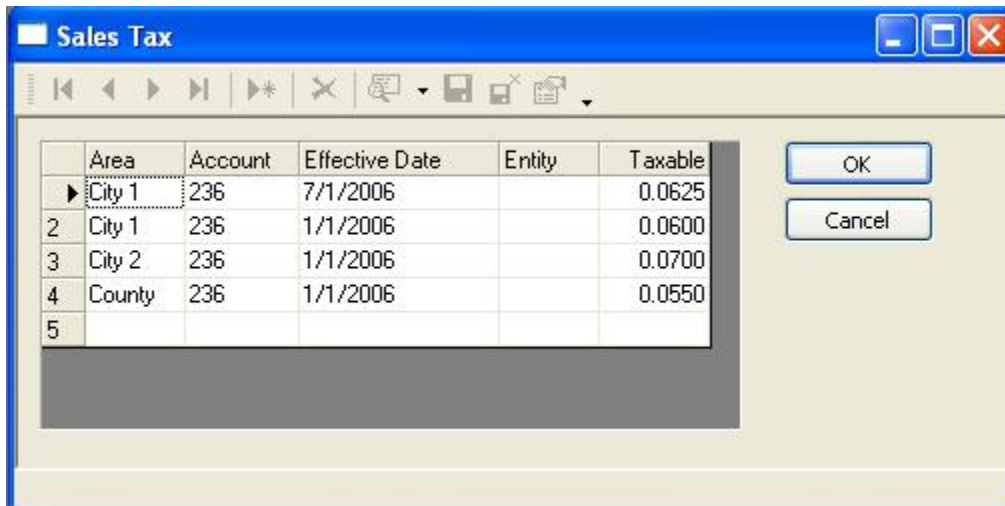 Sales Tax
Area Account Effective Date Entity Taxable
City 1 236 7/1/2006 0.0625
2 City 1 236 1/1/2006 0.0600
3 City 2 236 1/1/2006 0.0700
4 County 236 1/1/2006 0.0550
5
OK
Cancel